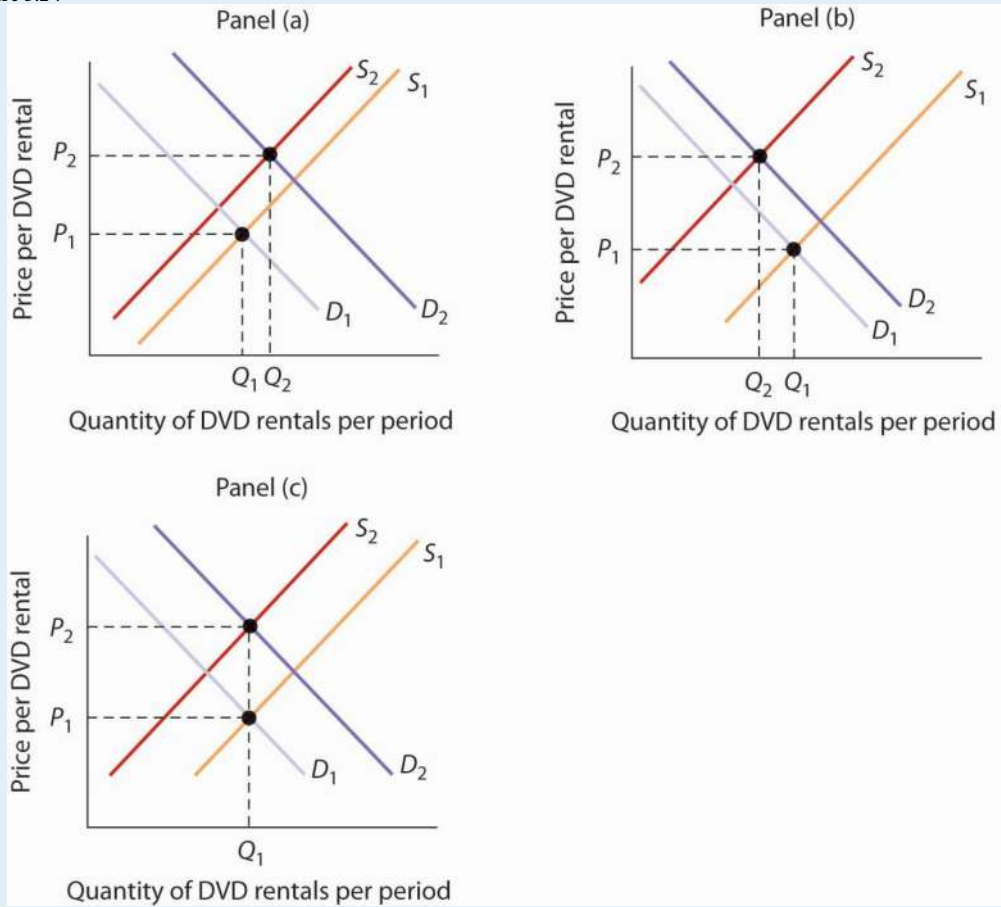 Panel (a)
Price per DVD rental
P₂
P₁
S₂
S₁
D₁
D₂
Q₁ Q₂
Quantity of DVD rentals per period
Panel (b)
Price per DVD rental
P₂
P₁
S₂
S₁
D₂
D₁
Q₂ Q₁
Quantity of DVD rentals per period
Panel (c)
Price per DVD rental
P₂
P₁
S₂
S₁
D₁
D₂
Q₁
Quantity of DVD rentals per period